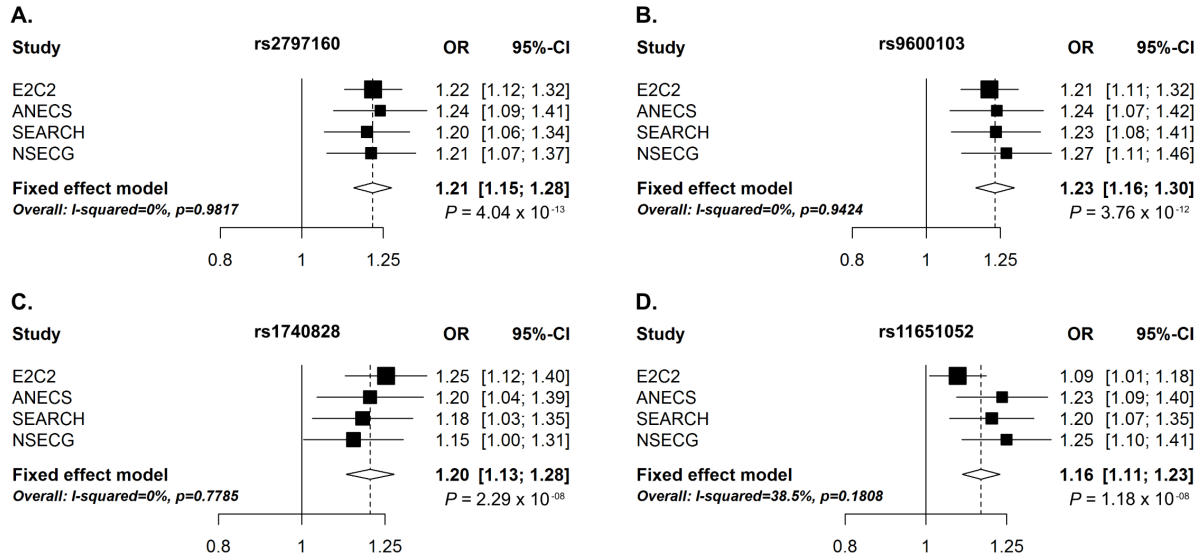 A.
Study rs2797160 OR 95%-CI
E2C2 1.22 [1.12; 1.32]
ANECS 1.24 [1.09; 1.41]
SEARCH 1.20 [1.06; 1.34]
NSECG 1.21 [1.07; 1.37]
Fixed effect model 1.21 [1.15; 1.28]
Overall: I-squared=0%, p=0.9817 P = 4.04 x 10-13
0.8 1 1.25
B.
Study rs9600103 OR 95%-CI
E2C2 1.21 [1.11; 1.32]
ANECS 1.24 [1.07; 1.42]
SEARCH 1.23 [1.08; 1.41]
NSECG 1.27 [1.11; 1.46]
Fixed effect model 1.23 [1.16; 1.30]
Overall: I-squared=0%, p=0.9424 P = 3.76 x 10-12
0.8 1 1.25
C.
Study rs1740828 OR 95%-CI
E2C2 1.25 [1.12; 1.40]
ANECS 1.20 [1.04; 1.39]
SEARCH 1.18 [1.03; 1.35]
NSECG 1.15 [1.00; 1.31]
Fixed effect model 1.20 [1.13; 1.28]
Overall: I-squared=0%, p=0.7785 P = 2.29 x 10-08
0.8 1 1.25
D.
Study rs11651052 OR 95%-CI
E2C2 1.09 [1.01; 1.18]
ANECS 1.23 [1.09; 1.40]
SEARCH 1.20 [1.07; 1.35]
NSECG 1.25 [1.10; 1.41]
Fixed effect model 1.16 [1.11; 1.23]
Overall: I-squared=38.5%, p=0.1808 P = 1.18 x 10-08
0.8 1 1.25